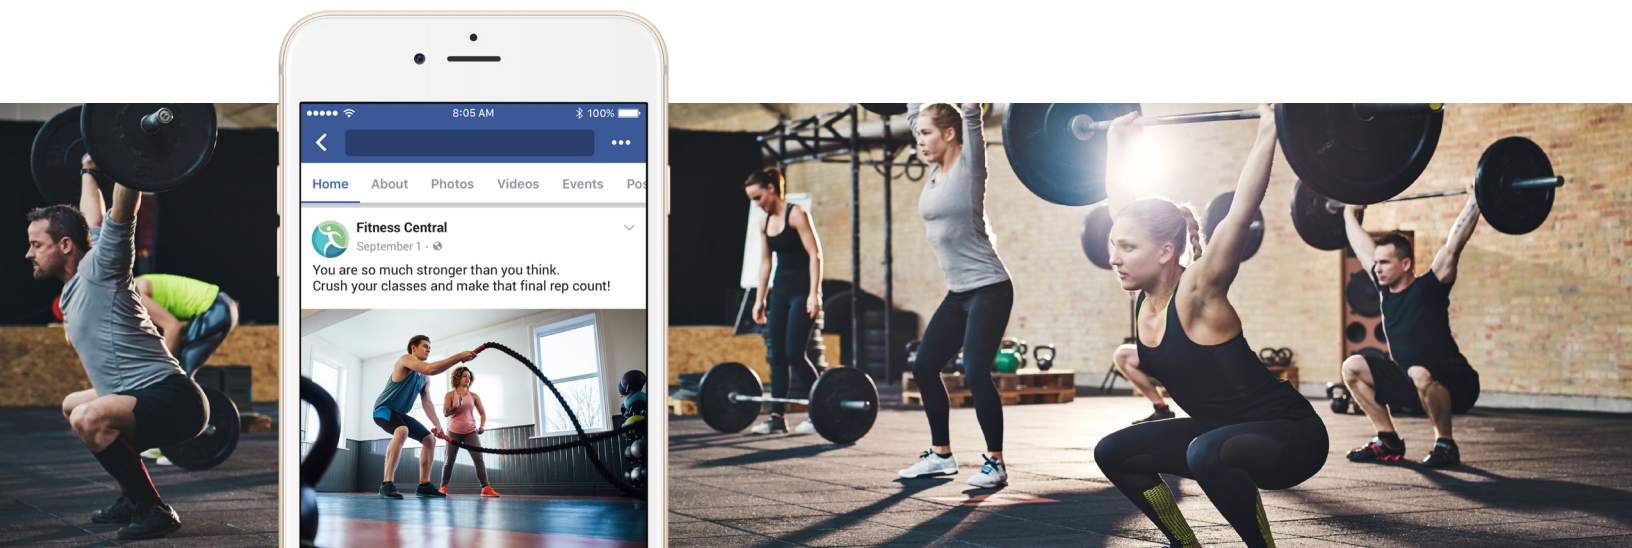 8:05 AM
100%
Home About Photos Videos Events Pos
Fitness Central
September 1 ·
You are so much stronger than you think.
Crush your classes and make that final rep count!